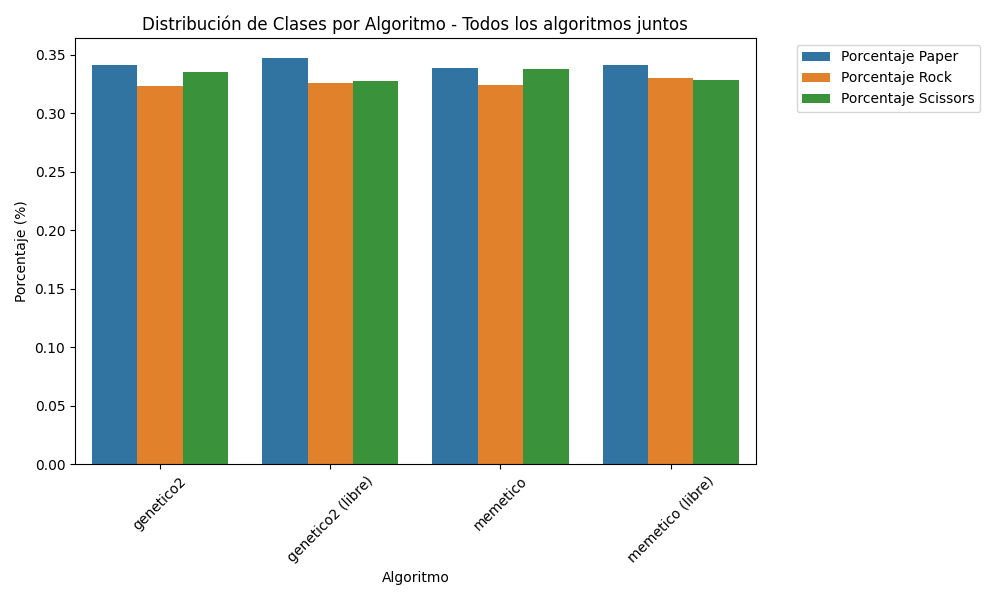 Distribución de Clases por Algoritmo - Todos los algoritmos juntos
Porcentaje Paper
Porcentaje Rock
Porcentaje Scissors
Porcentaje (%)
0.35
0.30
0.25
0.20
0.15
0.10
0.05
0.00
genetico2
genetico2 (libre)
memetico
memetico (libre)
Algoritmo